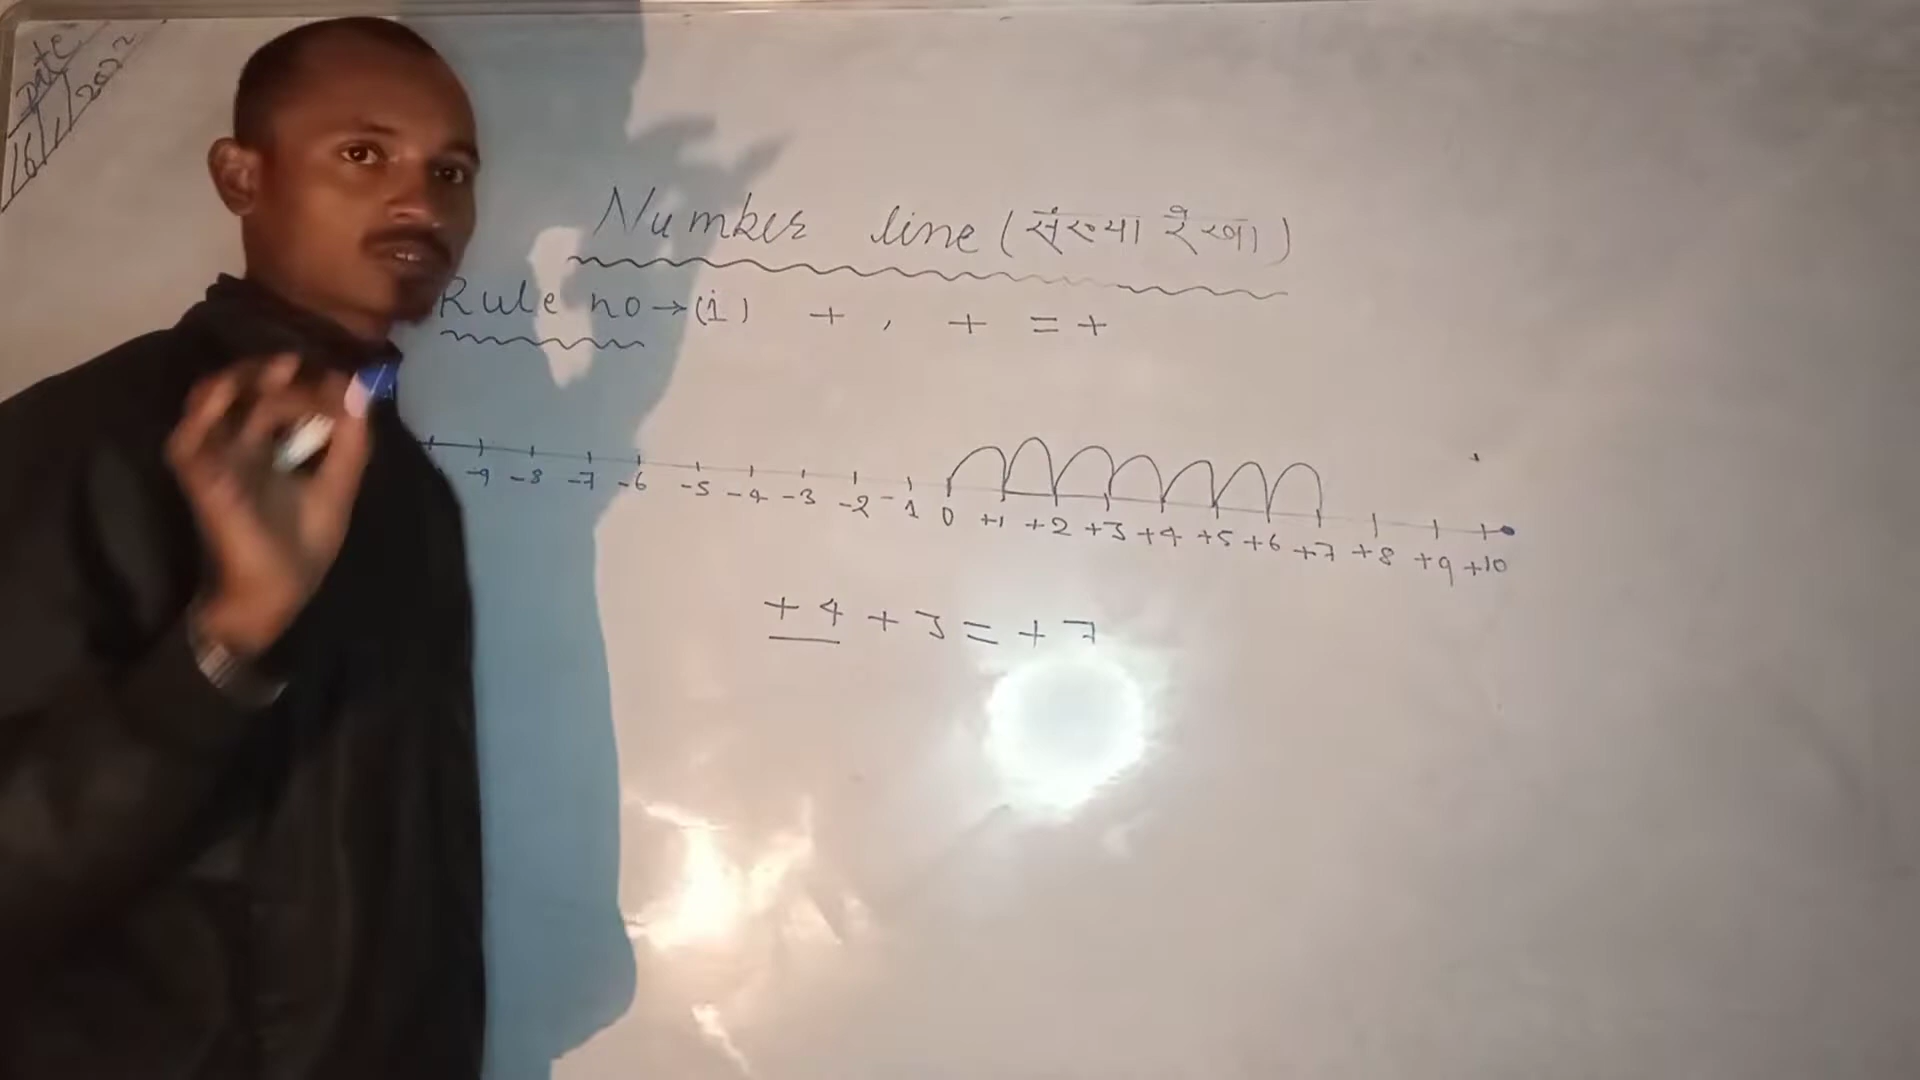 Date
16/1/2022
Number line (संख्या रेखा)
Rule no → (i) + , + = +
-9 -8 -7 -6 -5 -4 -3 -2 -1 0 +1 +2 +3 +4 +5 +6 +7 +8 +9 +10
+4 + 3 = + 7